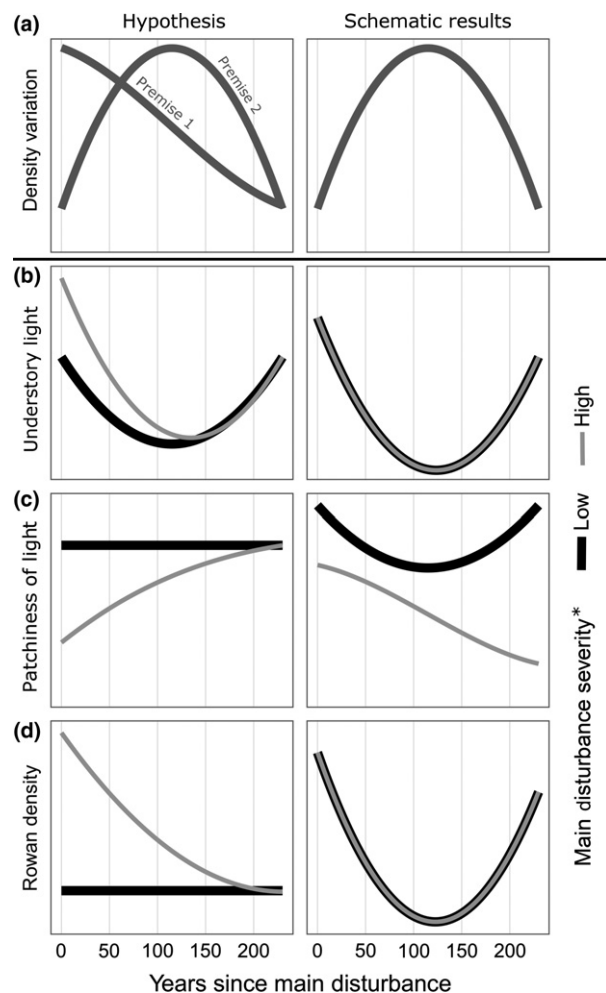 (a) Hypothesis Schematic results
Density variation
Premise 1
Premise 2
(b)
Understory light
(c)
Patchiness of light
(d)
Rowan density
0 50 100 150 200 0 50 100 150 200
Years since main disturbance
Main disturbance severity*
Low
High